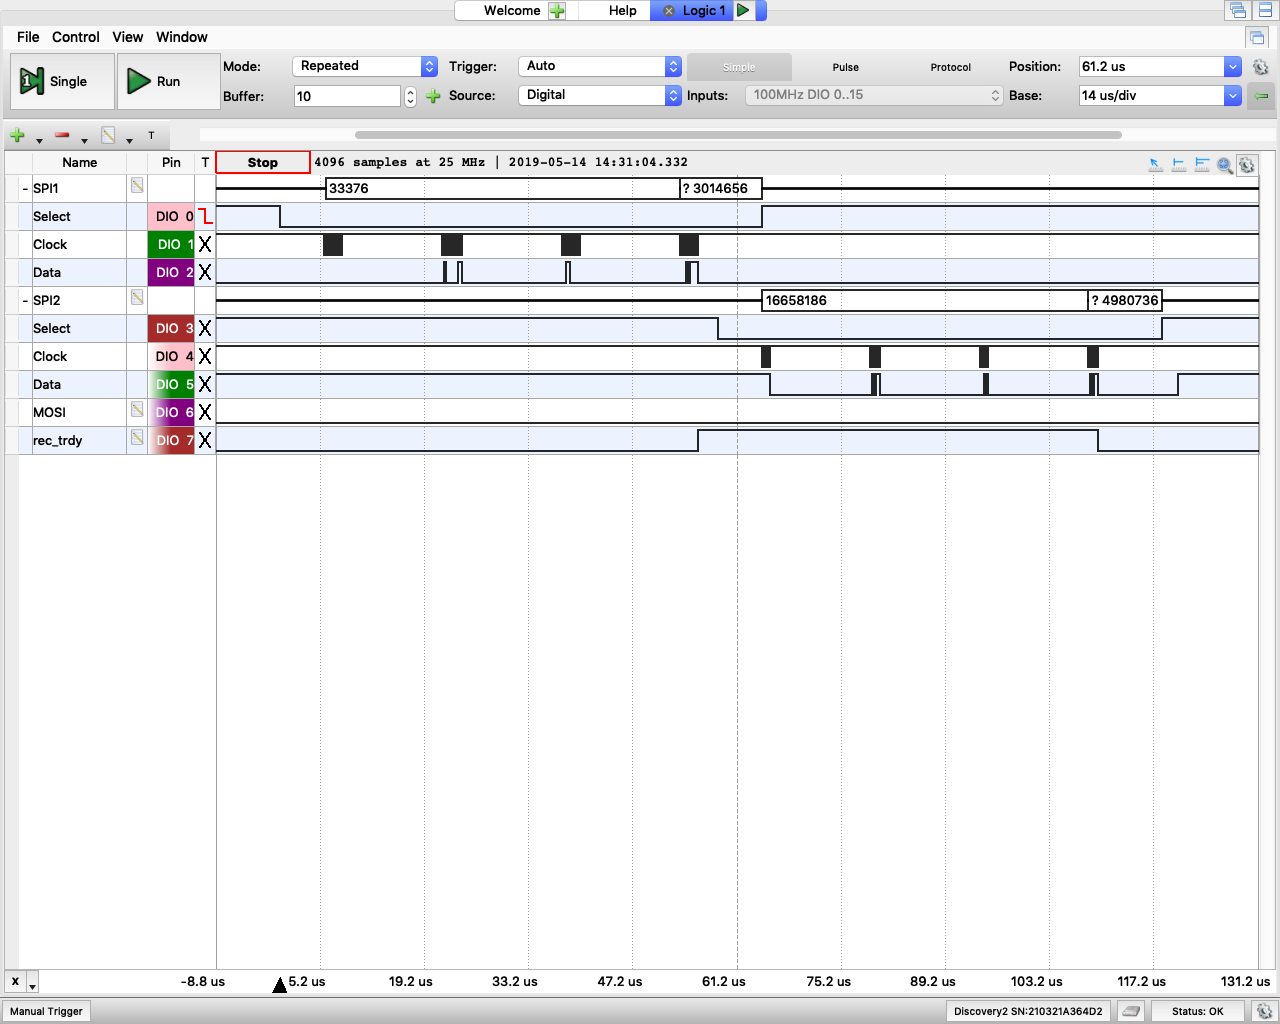 Welcome Help Logic 1
File Control View Window
1 Single Run Mode: Repeated Trigger: Auto Simple Pulse Protocol Position: 61.2 us
Buffer: 10 Source: Digital Inputs: 100MHz DIO 0..15 Base: 14 us/div
T
Name Pin T Stop 4096 samples at 25 MHz | 2019-05-14 14:31:04.332
- SPI1 33376 ? 3014656
Select DIO 0
Clock DIO 1 X
Data DIO 2 X
- SPI2 16658186 ? 4980736
Select DIO 3 X
Clock DIO 4 X
Data DIO 5 X
MOSI DIO 6 X
rec_trdy DIO 7 X
X -8.8 us 5.2 us 19.2 us 33.2 us 47.2 us 61.2 us 75.2 us 89.2 us 103.2 us 117.2 us 131.2 us
Manual Trigger Discovery2 SN:210321A364D2 Status: OK